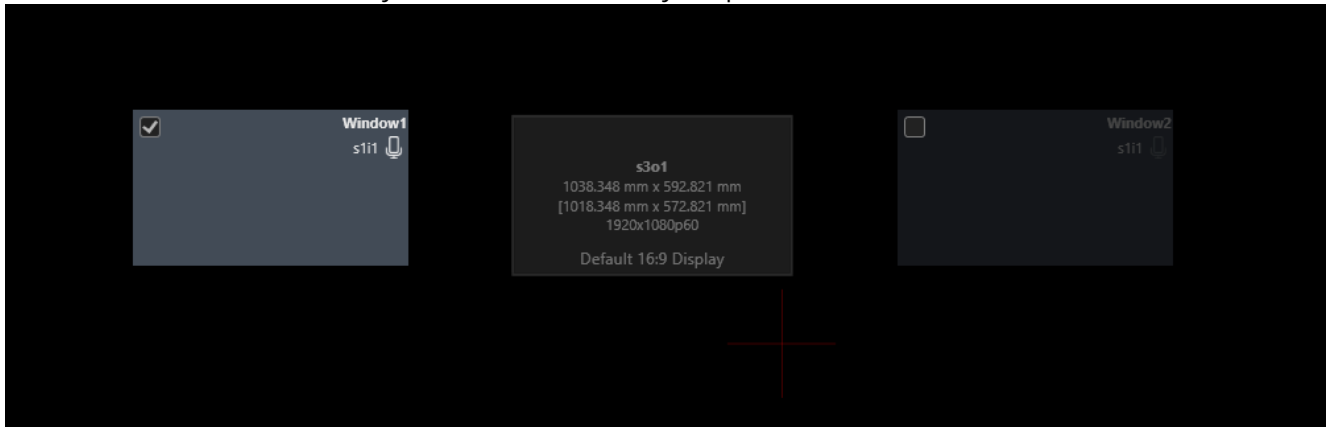 Window1
s1i1
s3o1
1038.348 mm x 592.821 mm
[1018.348 mm x 572.821 mm]
1920x1080p60
Default 16:9 Display
Window2
s1i1